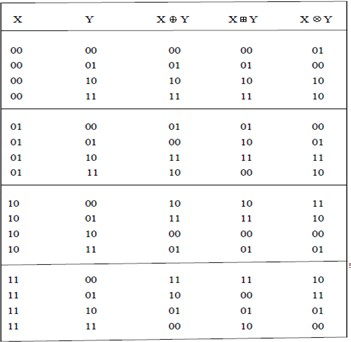 X Y X ⊕ Y X ⊞ Y X ⊗ Y
00 00 00 00 01
00 01 01 01 00
00 10 10 10 10
00 11 11 11 10
01 00 01 01 00
01 01 00 10 01
01 10 11 11 11
01 11 10 00 10
10 00 10 10 11
10 01 11 11 10
10 10 00 00 00
10 11 01 01 01
11 00 11 11 10
11 01 10 00 11
11 10 01 01 01
11 11 00 10 00